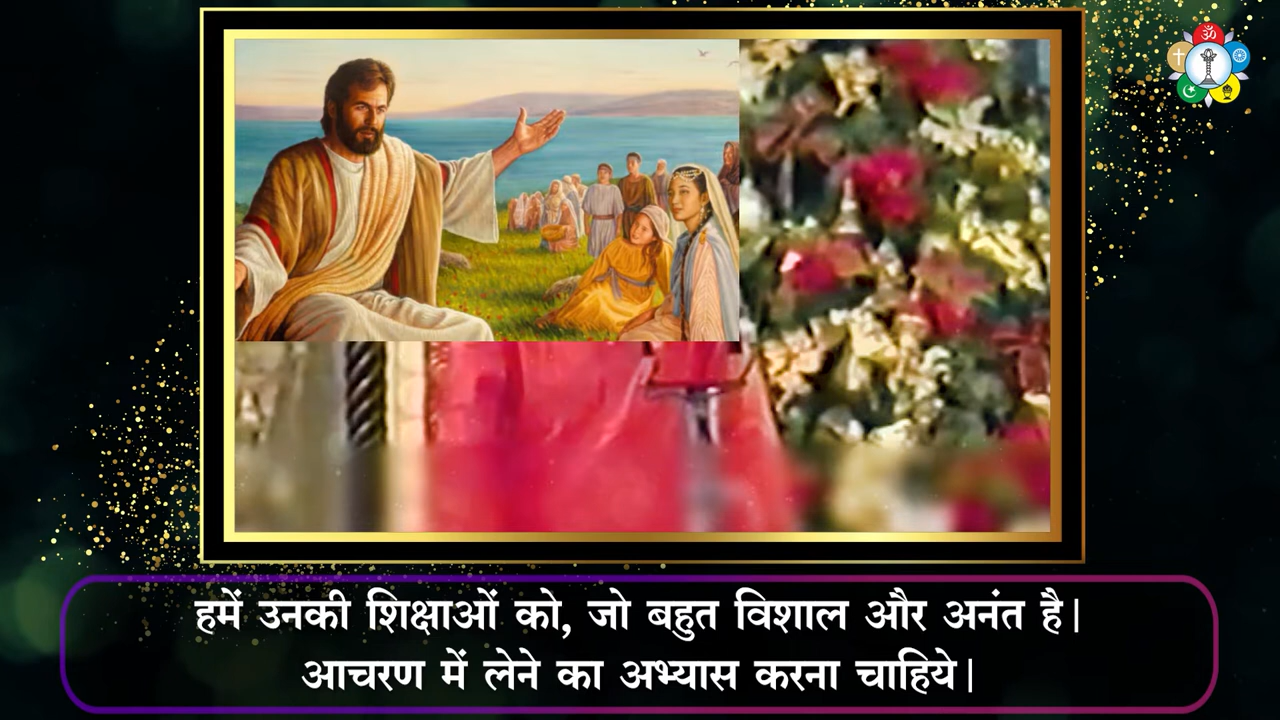 ॐ
हमें उनकी शिक्षाओं को, जो बहुत विशाल और अनंत है|
आचरण में लेने का अभ्यास करना चाहिये|